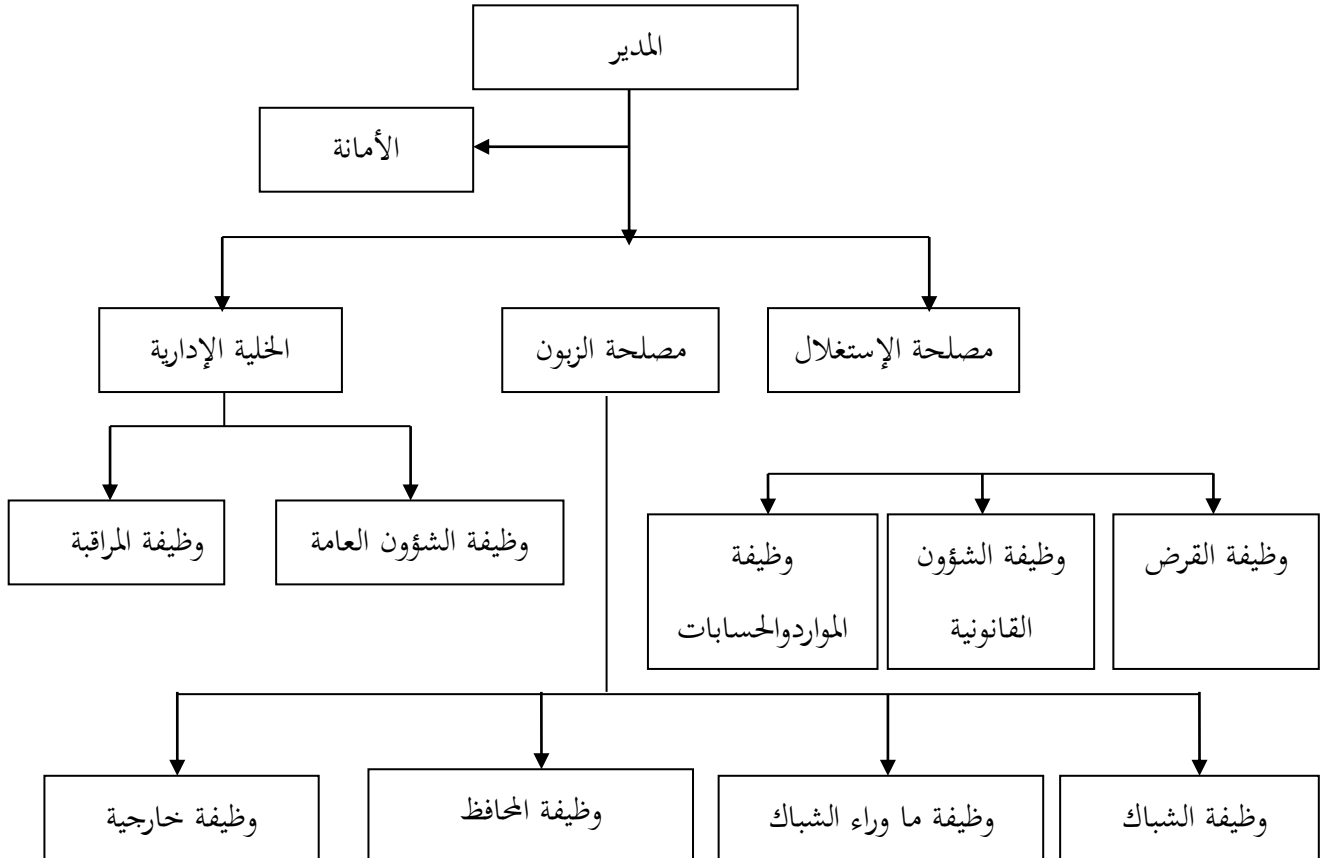 المدير
الأمانة
مصلحة الإستغلال
مصلحة الزبون
الخلية الإدارية
وظيفة الشؤون العامة
وظيفة المراقبة
وظيفة القرض
وظيفة الشؤون
القانونية
وظيفة
المواردوالحسابات
وظيفة الشباك
وظيفة ما وراء الشباك
وظيفة المحافظ
وظيفة خارجية